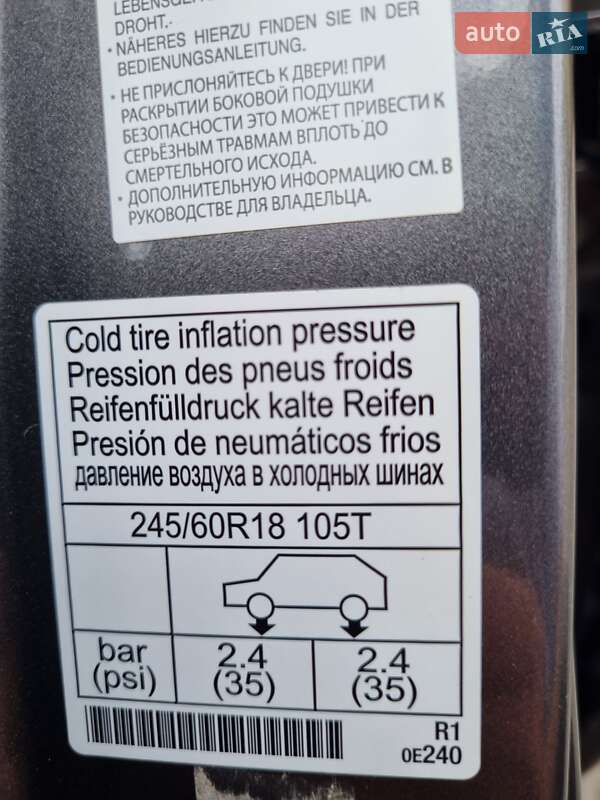 DROHT.
• NÄHERES HIERZU FINDEN SIE IN DER
BEDIENUNGSANLEITUNG.
• НЕ ПРИСЛОНЯЙТЕСЬ К ДВЕРИ! ПРИ
РАСКРЫТИИ БОКОВОЙ ПОДУШКИ
БЕЗОПАСНОСТИ ЭТО МОЖЕТ ПРИВЕСТИ К
СЕРЬЁЗНЫМ ТРАВМАМ ВПЛОТЬ ДО
СМЕРТЕЛЬНОГО ИСХОДА.
• ДОПОЛНИТЕЛЬНУЮ ИНФОРМАЦИЮ СМ. В
РУКОВОДСТВЕ ДЛЯ ВЛАДЕЛЬЦА.
auto RIA.com
Cold tire inflation pressure
Pression des pneus froids
Reifenfülldruck kalte Reifen
Presión de neumáticos frios
давление воздуха в холодных шинах
245/60R18 105T
bar 2.4 2.4
(psi) (35) (35)
R1
0E240